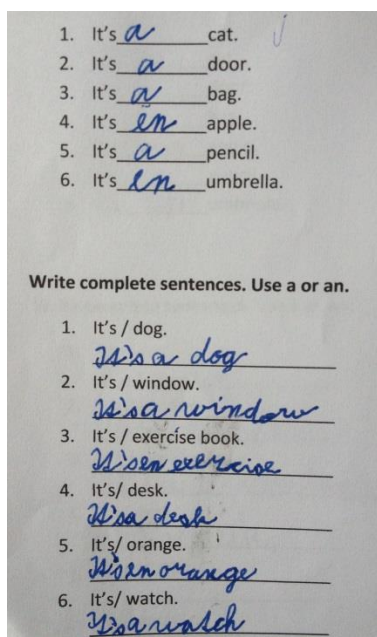 1. It's a cat.
2. It's a door.
3. It's a bag.
4. It's en apple.
5. It's a pencil.
6. It's en umbrella.
Write complete sentences. Use a or an.
1. It's / dog.
It's a dog
2. It's / window.
It's a window
3. It's / exercise book.
It's en exercise
4. It's/ desk.
It's a desk
5. It's/ orange.
It's en orange
6. It's/ watch.
It's a watch